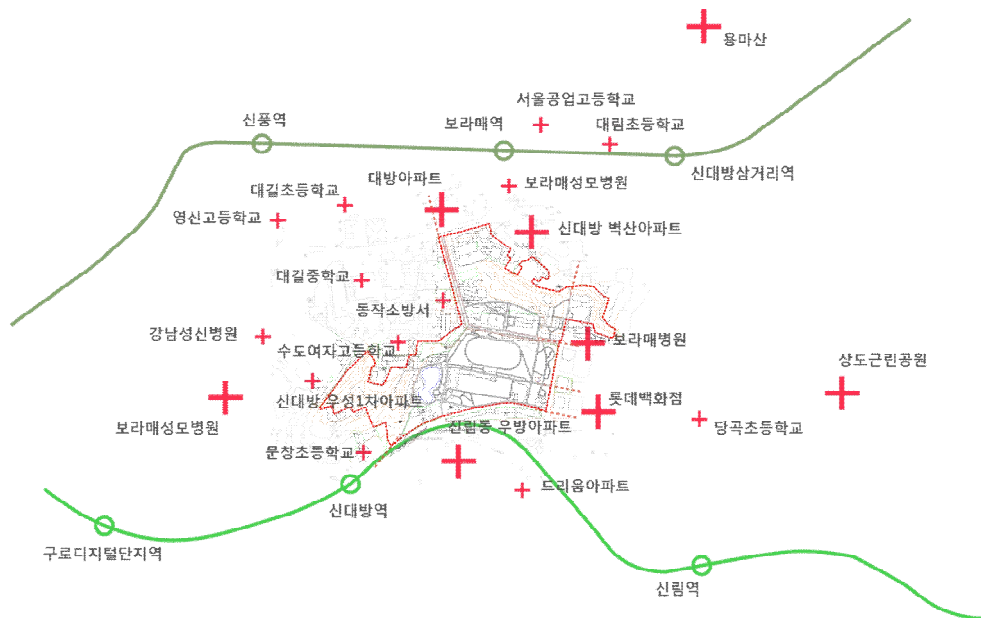 용마산
서울공업고등학교
신풍역
보라매역
대림초등학교
신대방삼거리역
대방아파트
보라매성모병원
대길초등학교
영신고등학교
신대방 벽산아파트
대길중학교
동작소방서
강남성신병원
수도여자고등학교
보라매병원
상도근린공원
신대방 우성1차아파트
롯데백화점
보라매성모병원
신림동 우방아파트
당곡초등학교
문창초등학교
드리움아파트
신대방역
구로디지털단지역
신림역